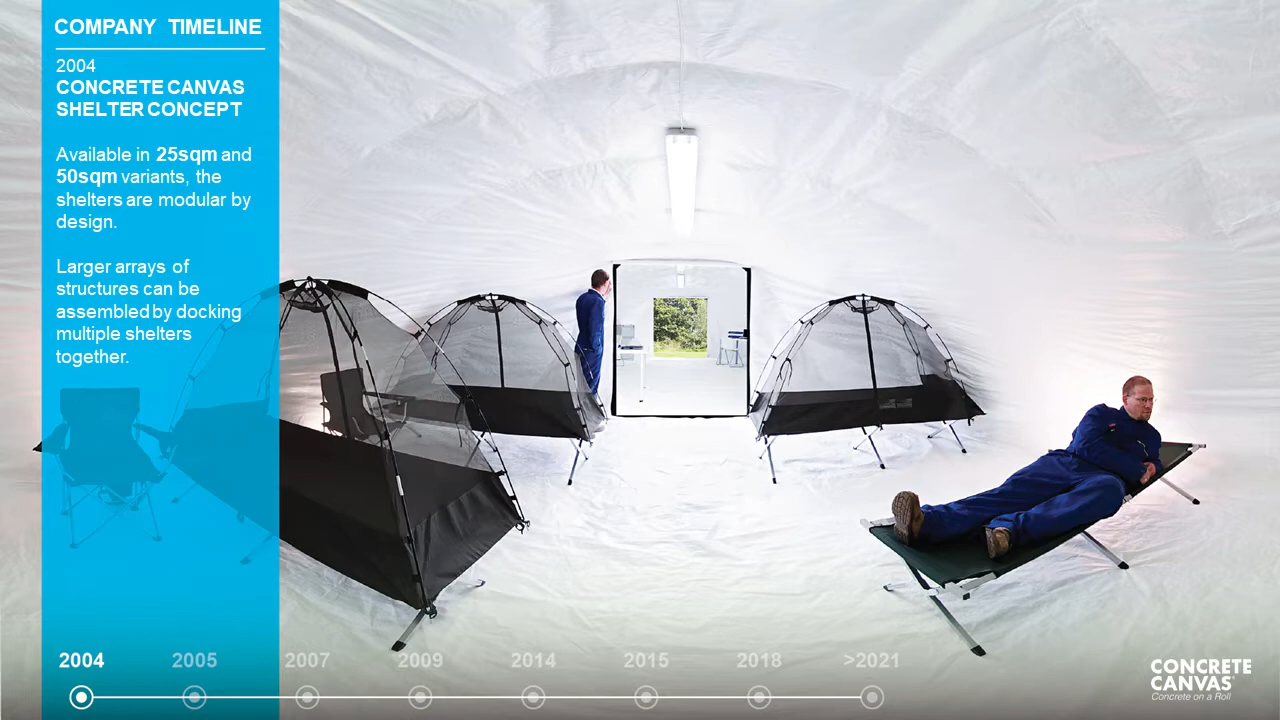 COMPANY TIMELINE
2004
CONCRETE CANVAS
SHELTER CONCEPT
Available in 25sqm and
50sqm variants, the
shelters are modular by
design.
Larger arrays of
structures can be
assembled by docking
multiple shelters
together.
2004 2005 2007 2009 2014 2015 2018 >2021
CONCRETE
CANVAS®
Concrete on a Roll